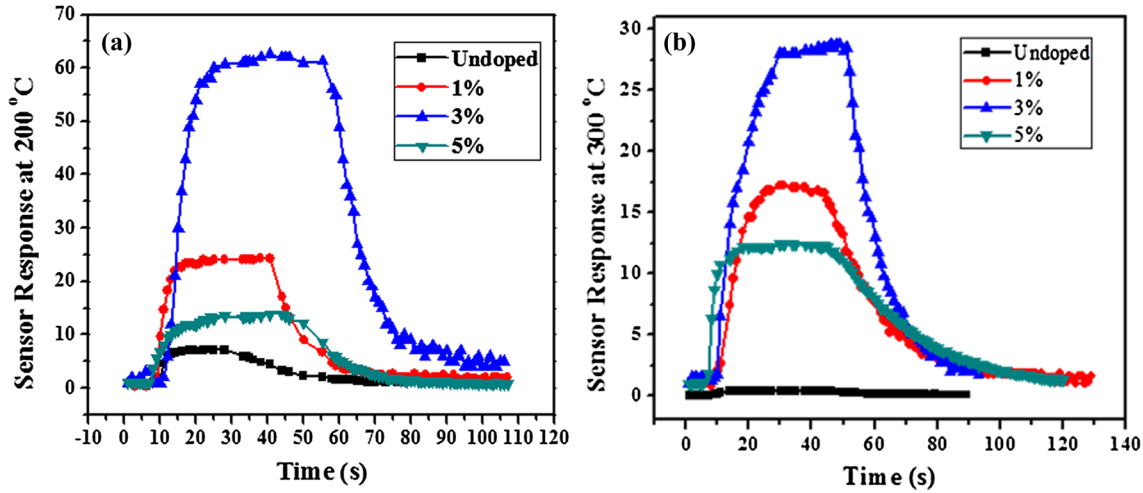 (a)
Sensor Response at 200 °C
70
60
50
40
30
20
10
0
Undoped
1%
3%
5%
-10 0 10 20 30 40 50 60 70 80 90 100 110 120
Time (s)
(b)
Sensor Response at 300 °C
30
25
20
15
10
5
0
Undoped
1%
3%
5%
0 20 40 60 80 100 120 140
Time (s)